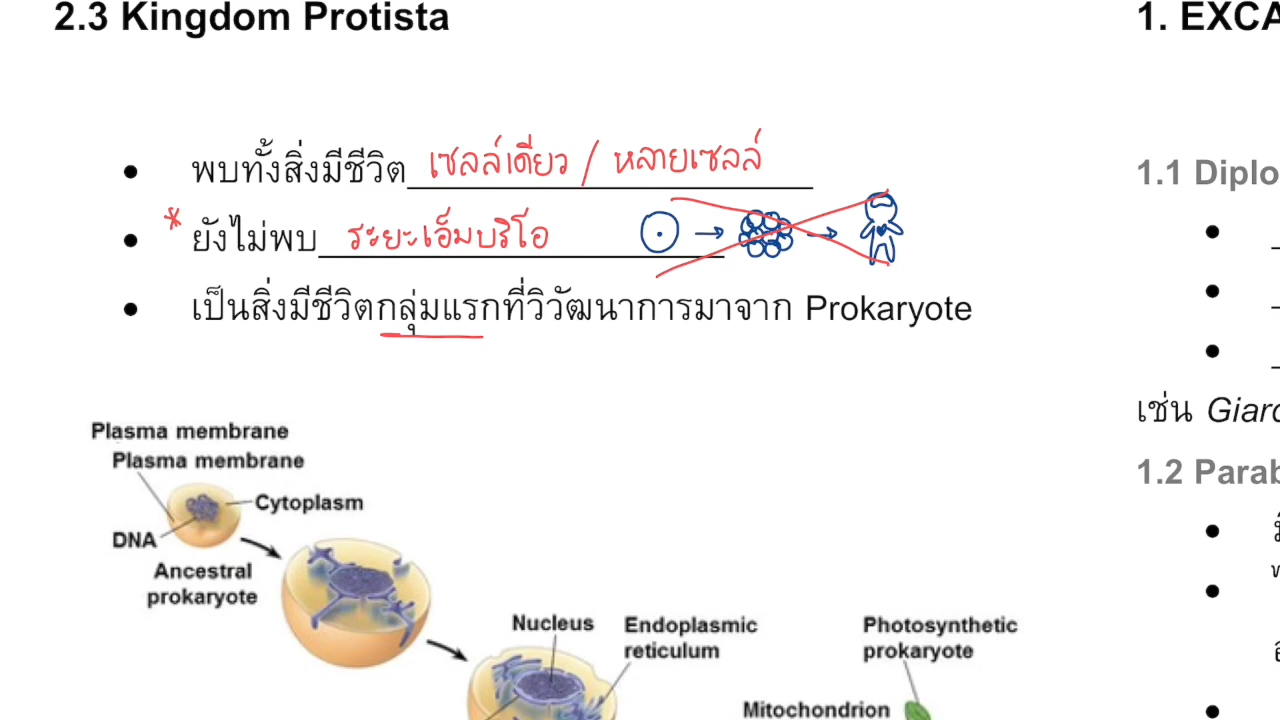 2.3 Kingdom Protista
• พบทั้งสิ่งมีชีวิต เซลล์เดียว / หลายเซลล์
* • ยังไม่พบ ระยะเอ็มบริโอ
• เป็นสิ่งมีชีวิตกลุ่มแรกที่วิวัฒนาการมาจาก Prokaryote
Plasma membrane
Plasma membrane
Cytoplasm
DNA
Ancestral
prokaryote
Nucleus
Endoplasmic
reticulum
Photosynthetic
prokaryote
Mitochondrion
1. EXCA
1.1 Diplo
เช่น Giard
1.2 Parab